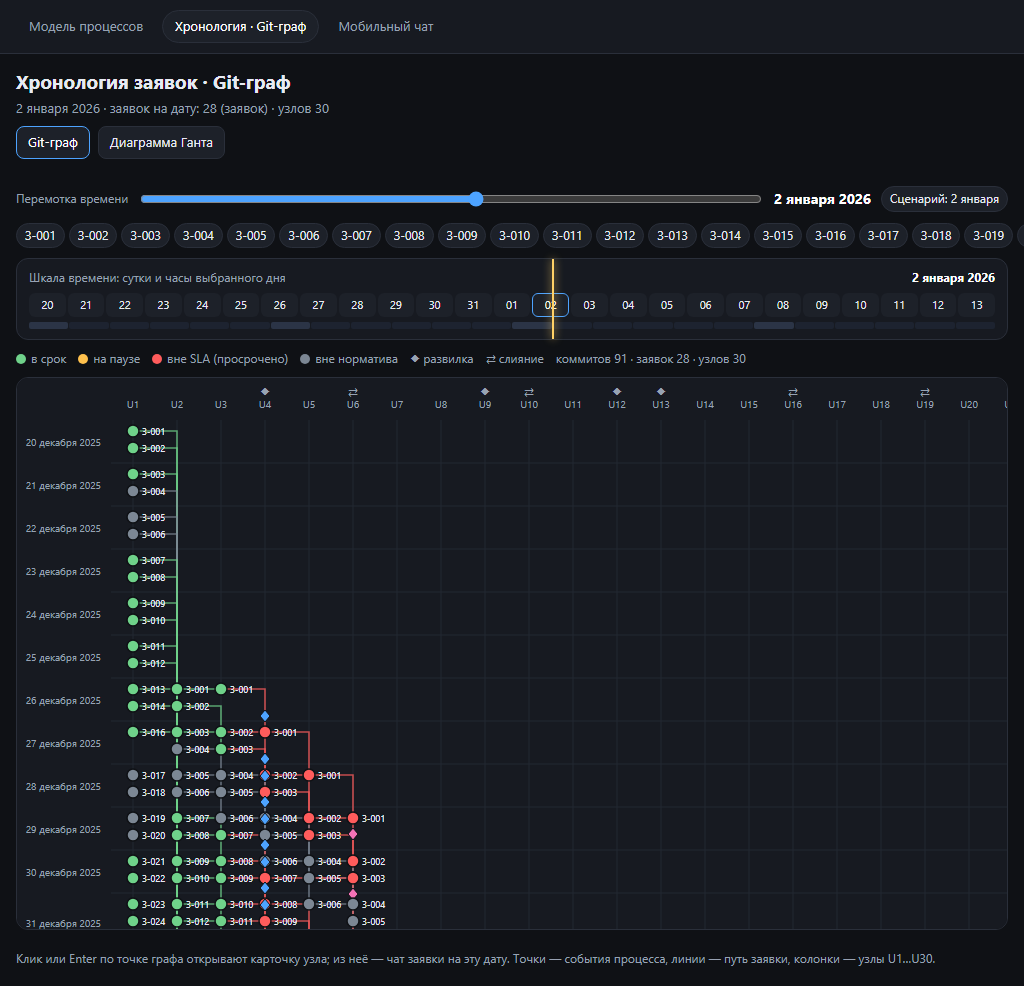 Модель процессов Хронология · Git-граф Мобильный чат
Хронология заявок · Git-граф
2 января 2026 · заявок на дату: 28 (заявок) · узлов 30
Git-граф Диаграмма Ганта
Перемотка времени 2 января 2026 Сценарий: 2 января
З-001 З-002 З-003 З-004 З-005 З-006 З-007 З-008 З-009 З-010 З-011 З-012 З-013 З-014 З-015 З-016 З-017 З-018 З-019
Шкала времени: сутки и часы выбранного дня 2 января 2026
20 21 22 23 24 25 26 27 28 29 30 31 01 02 03 04 05 06 07 08 09 10 11 12 13
в срок на паузе вне SLA (просрочено) вне норматива ◆ развилка ⇄ слияние коммитов 91 · заявок 28 · узлов 30
◆ ⇄ ◆ ⇄ ◆ ◆ ⇄ ⇄
U1 U2 U3 U4 U5 U6 U7 U8 U9 U10 U11 U12 U13 U14 U15 U16 U17 U18 U19 U20
З-001
20 декабря 2025
З-002
З-003
21 декабря 2025
З-004
З-005
22 декабря 2025
З-006
З-007
23 декабря 2025
З-008
З-009
24 декабря 2025
З-010
З-011
25 декабря 2025
З-012
З-013 З-001 З-001
26 декабря 2025
З-014 З-002
З-016 З-003 З-002 З-001
27 декабря 2025
З-004 З-003
З-017 З-005 З-004 З-002 З-001
28 декабря 2025
З-018 З-006 З-005 З-003
З-019 З-007 З-006 З-004 З-002 З-001
29 декабря 2025
З-020 З-008 З-007 З-005 З-003
З-021 З-009 З-008 З-006 З-004 З-002
30 декабря 2025
З-022 З-010 З-009 З-007 З-005 З-003
З-023 З-011 З-010 З-008 З-006 З-004
31 декабря 2025
З-024 З-012 З-011 З-009 З-005
Клик или Enter по точке графа открывают карточку узла; из неё — чат заявки на эту дату. Точки — события процесса, линии — путь заявки, колонки — узлы U1…U30.